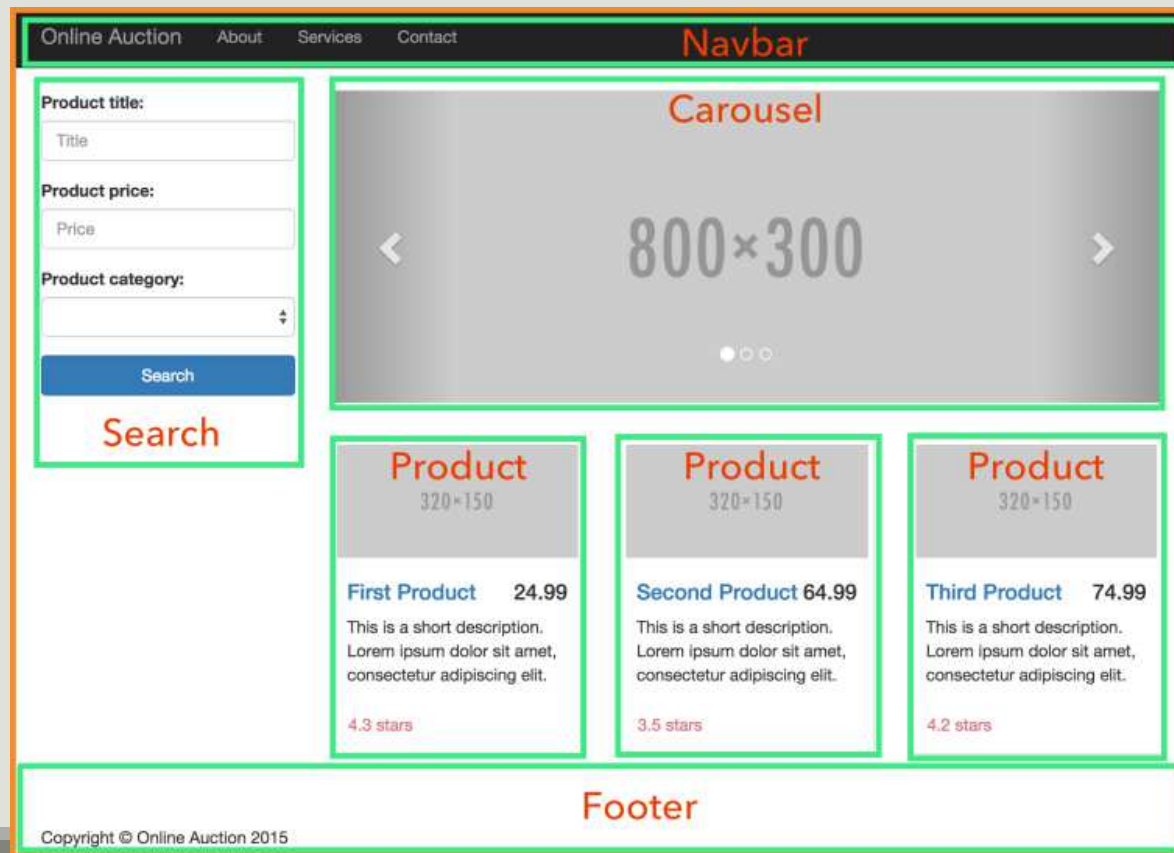 Online Auction About Services Contact Navbar
Product title:
Title
Product price:
Price
Product category:
Search
Search
Carousel
800×300
Product
320×150
First Product 24.99
This is a short description.
Lorem ipsum dolor sit amet,
consectetur adipiscing elit.
4.3 stars
Product
320×150
Second Product 64.99
This is a short description.
Lorem ipsum dolor sit amet,
consectetur adipiscing elit.
3.5 stars
Product
320×150
Third Product 74.99
This is a short description.
Lorem ipsum dolor sit amet,
consectetur adipiscing elit.
4.2 stars
Footer
Copyright © Online Auction 2015